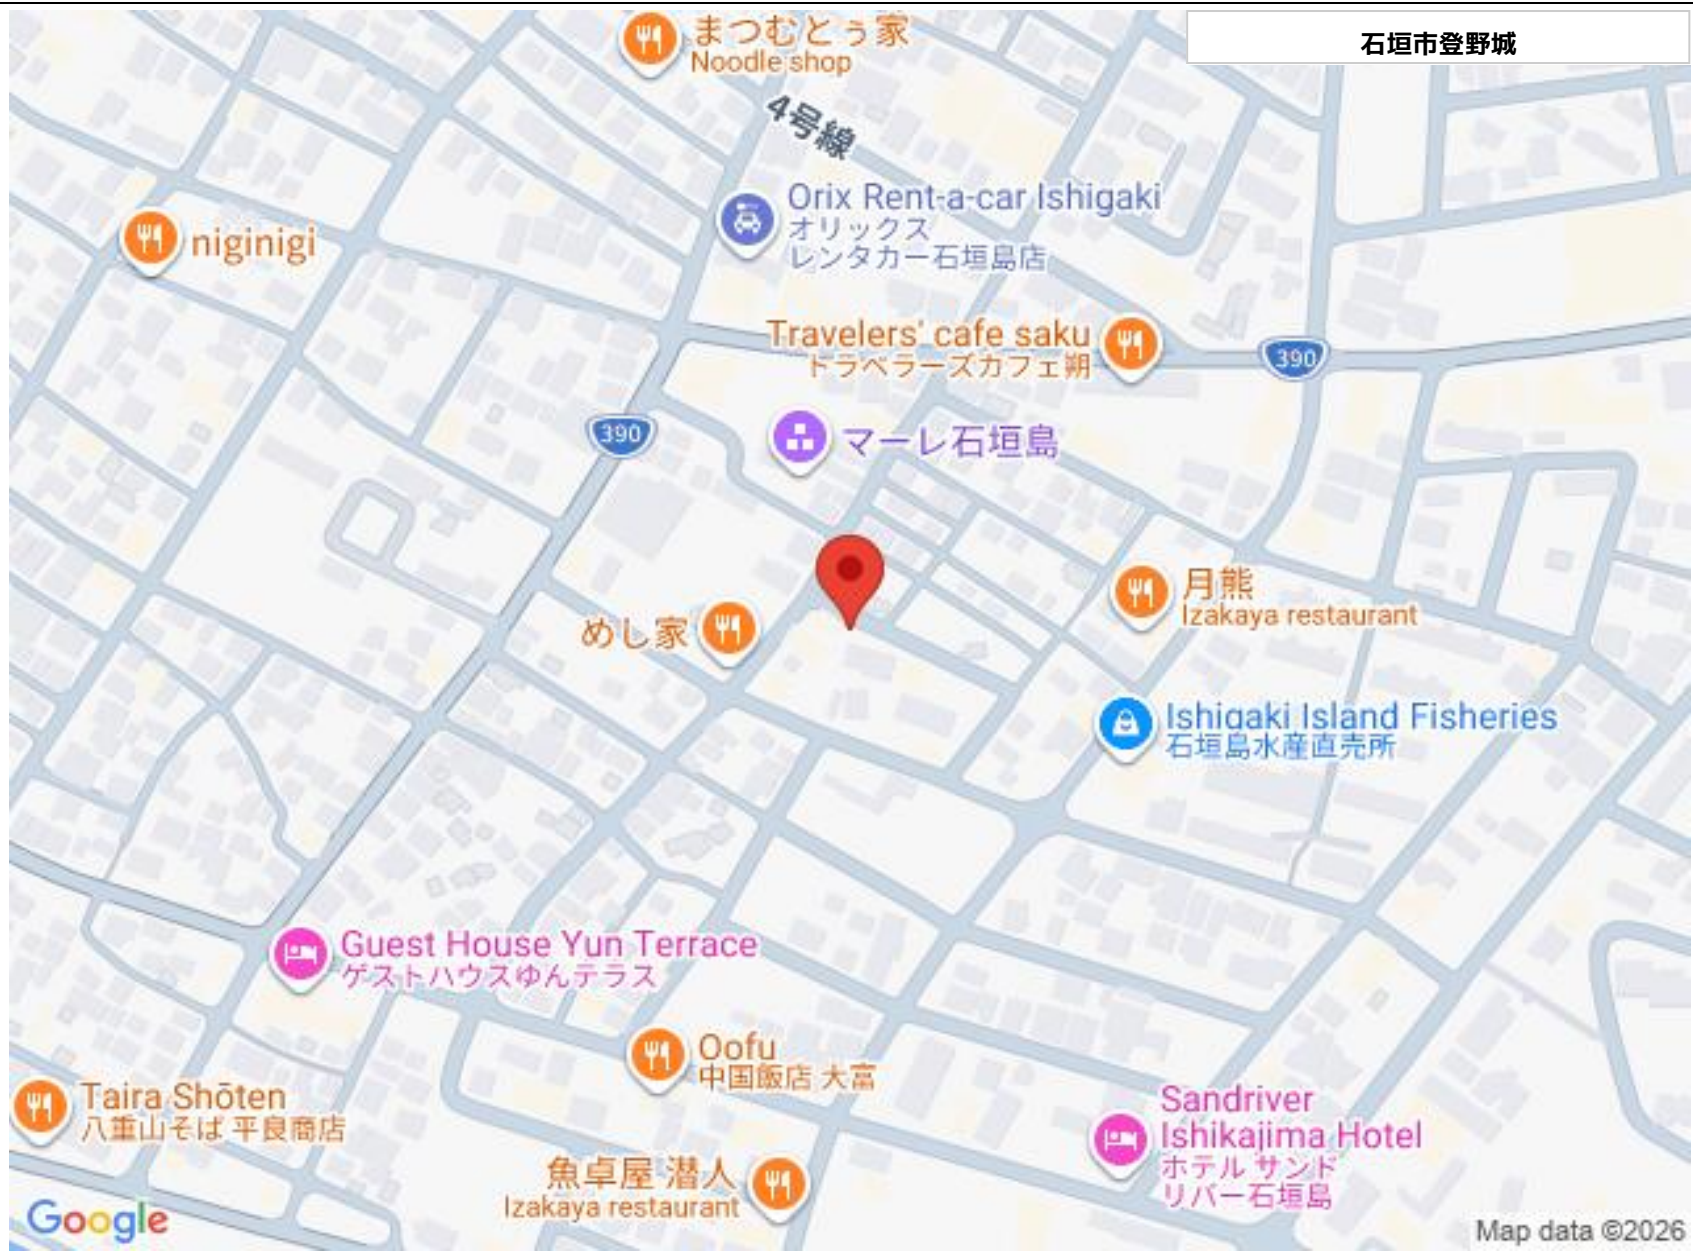 石垣市登野城
まつむとぅ家
Noodle shop
4号線
Orix Rent-a-car Ishigaki
オリックス
レンタカー石垣島店
niginigi
Travelers' cafe saku
トラベラーズカフェ朔
390
390
マーレ石垣島
月熊
Izakaya restaurant
めし家
Ishigaki Island Fisheries
石垣島水産直売所
Guest House Yun Terrace
ゲストハウスゆんテラス
Oofu
中国飯店 大富
Taira Shōten
八重山そば 平良商店
Sandriver
Ishikajima Hotel
ホテル サンド
リバー石垣島
魚卓屋 潜人
Izakaya restaurant
Google
Map data ©2026